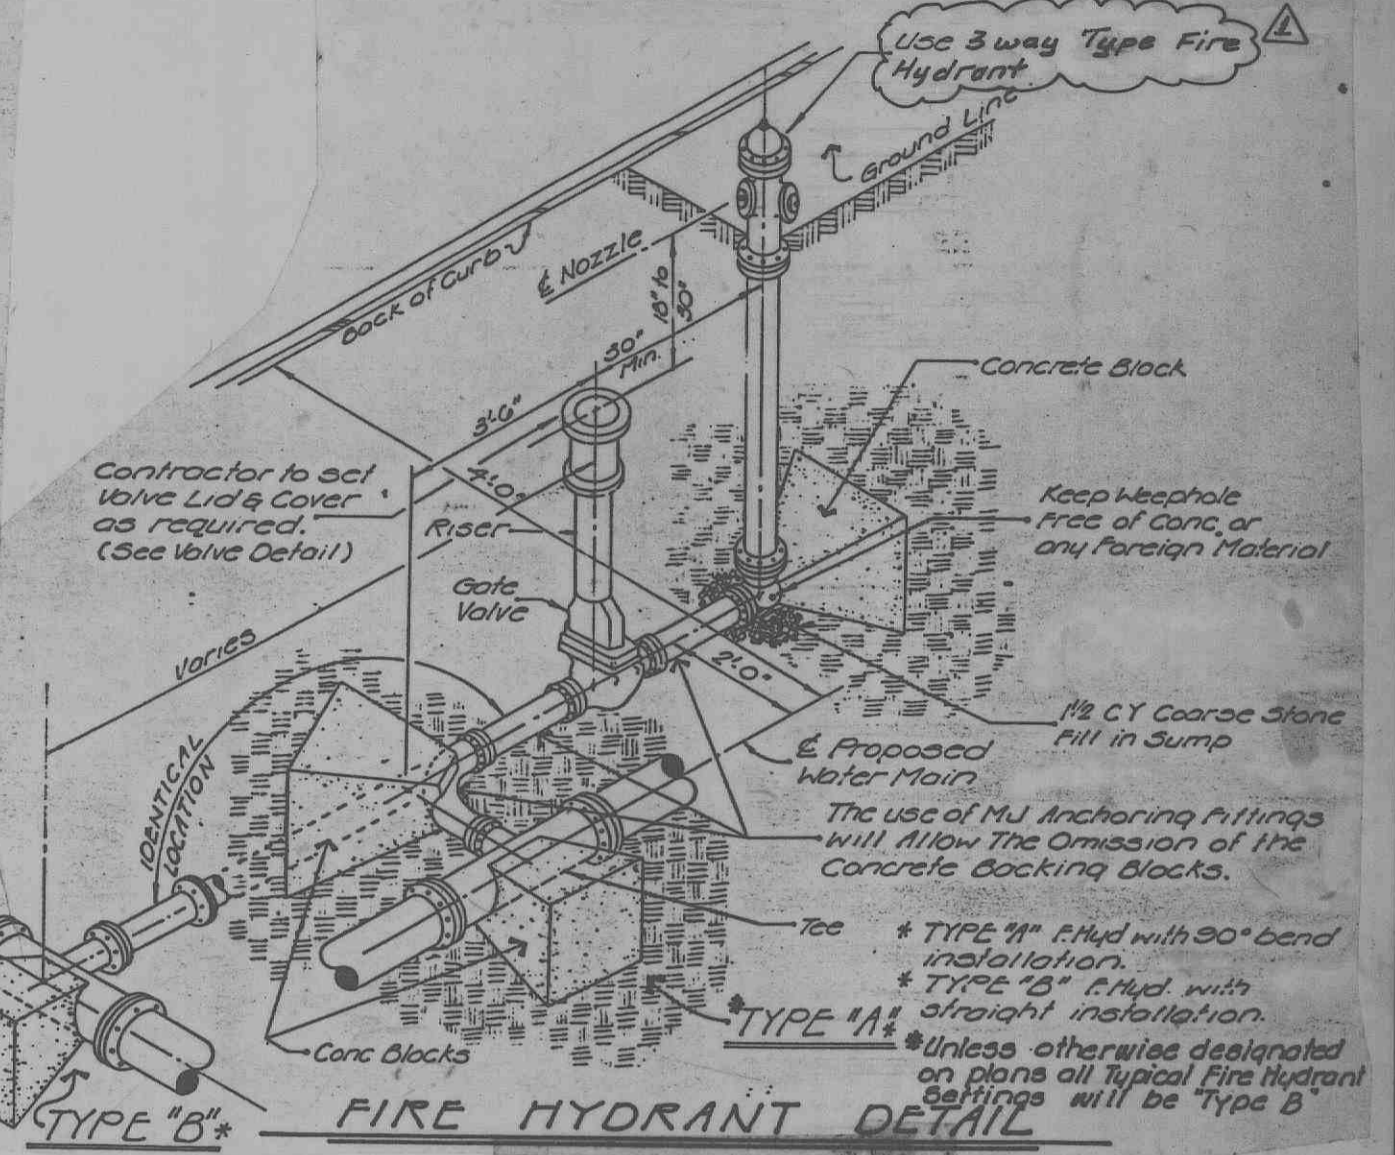 Use 3 way Type Fire
Hydrant
1
Ground Line
Back of Curb
℄ Nozzle
18" to
30"
30"
Min.
3'-6"
4'-0"
Concrete Block
Contractor to set
Valve Lid & Cover
as required.
(See Valve Detail)
Riser
Keep Weephole
Free of Conc. or
any Foreign Material
Gate
Valve
Varies
2'-0"
1½ CY Coarse Stone
Fill in Sump
IDENTICAL
LOCATION
℄ Proposed
Water Main
The use of MJ Anchoring Fittings
will Allow The Omission of the
Concrete Backing Blocks.
Tee
* TYPE "A" F.Hyd with 90° bend
installation.
* TYPE "B" F.Hyd. with
straight installation.
*TYPE "A"*
*Unless otherwise designated
on plans all Typical Fire Hydrant
Settings will be "Type B"
Conc Blocks
TYPE "B"*
FIRE HYDRANT DETAIL